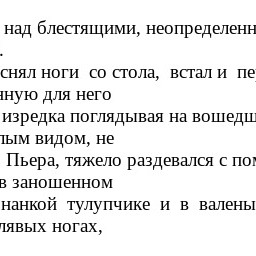 над блестящими, неопределенн
.
снял ноги со стола, встал и пе
нную для него
изредка поглядывая на вошедш
лым видом, не
Пьера, тяжело раздевался с пом
в заношенном
нанкой тулупчике и в валены
лявых ногах,